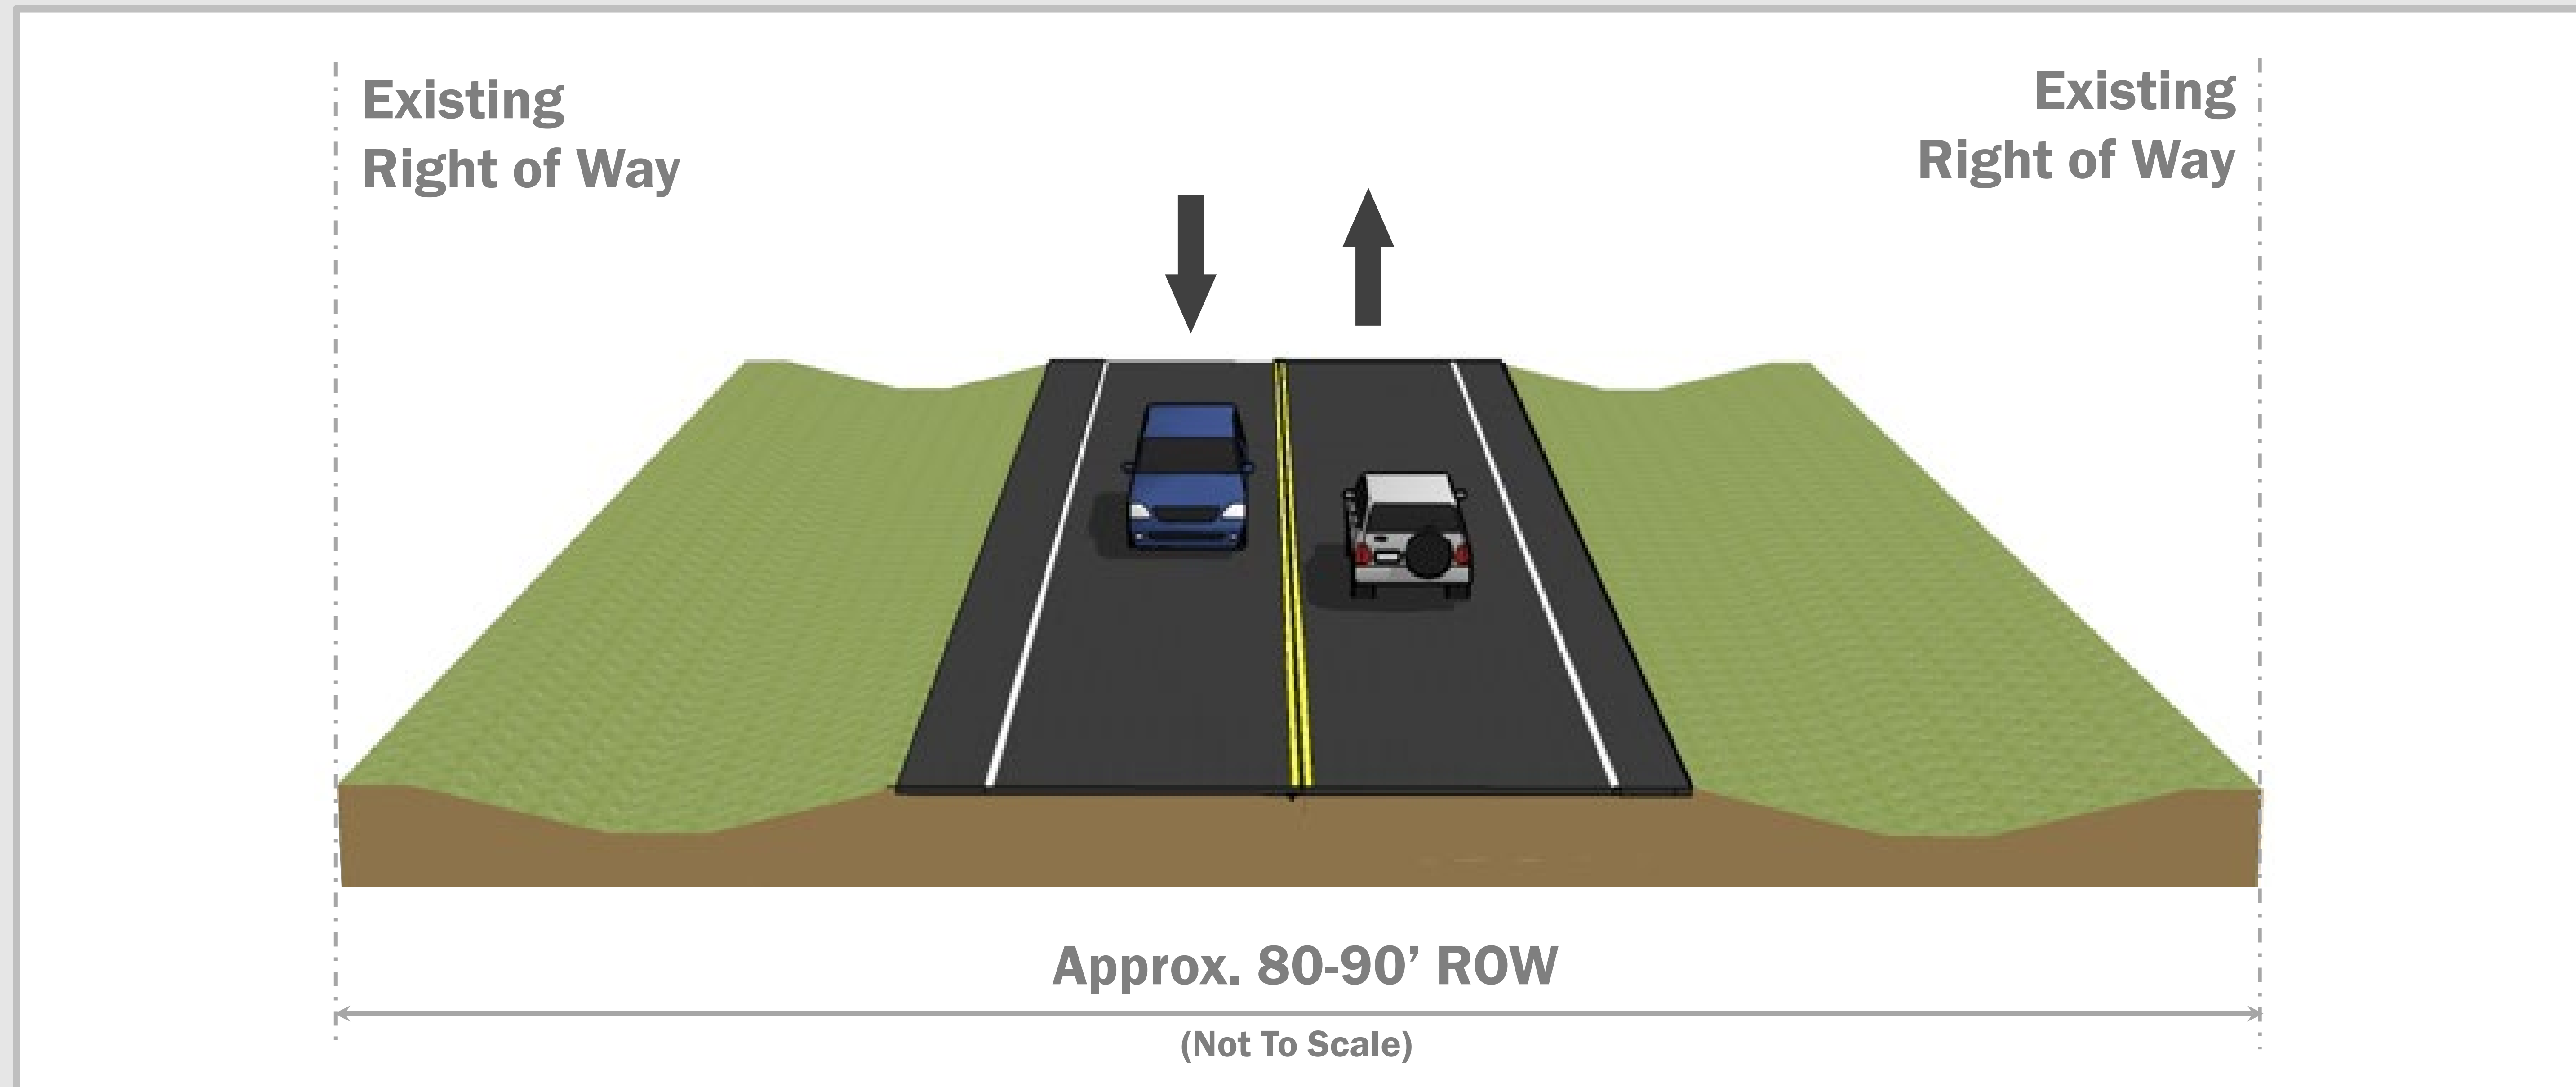 Existing
Right of Way
Existing
Right of Way
Approx. 80-90’ ROW
(Not To Scale)